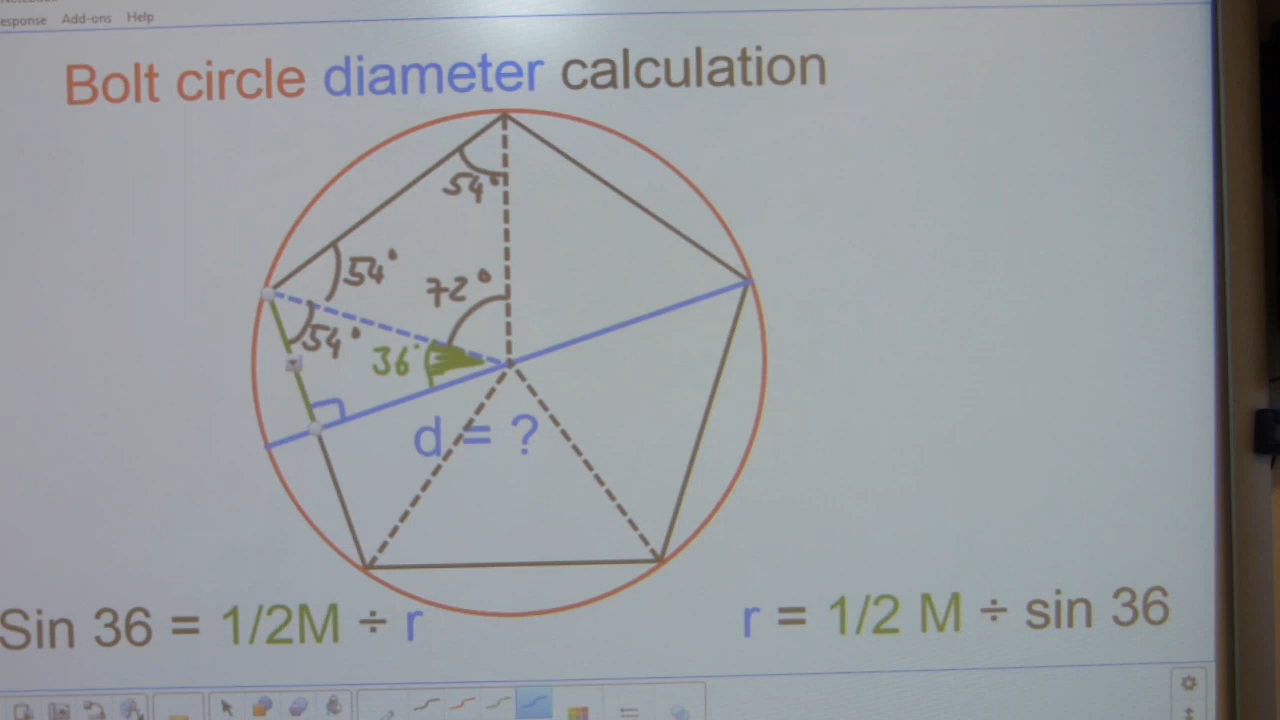 esponse Add-ons Help
Bolt circle diameter calculation
54°
54°
72°
54°
36°
d = ?
Sin 36 = 1/2M ÷ r
r = 1/2 M ÷ sin 36